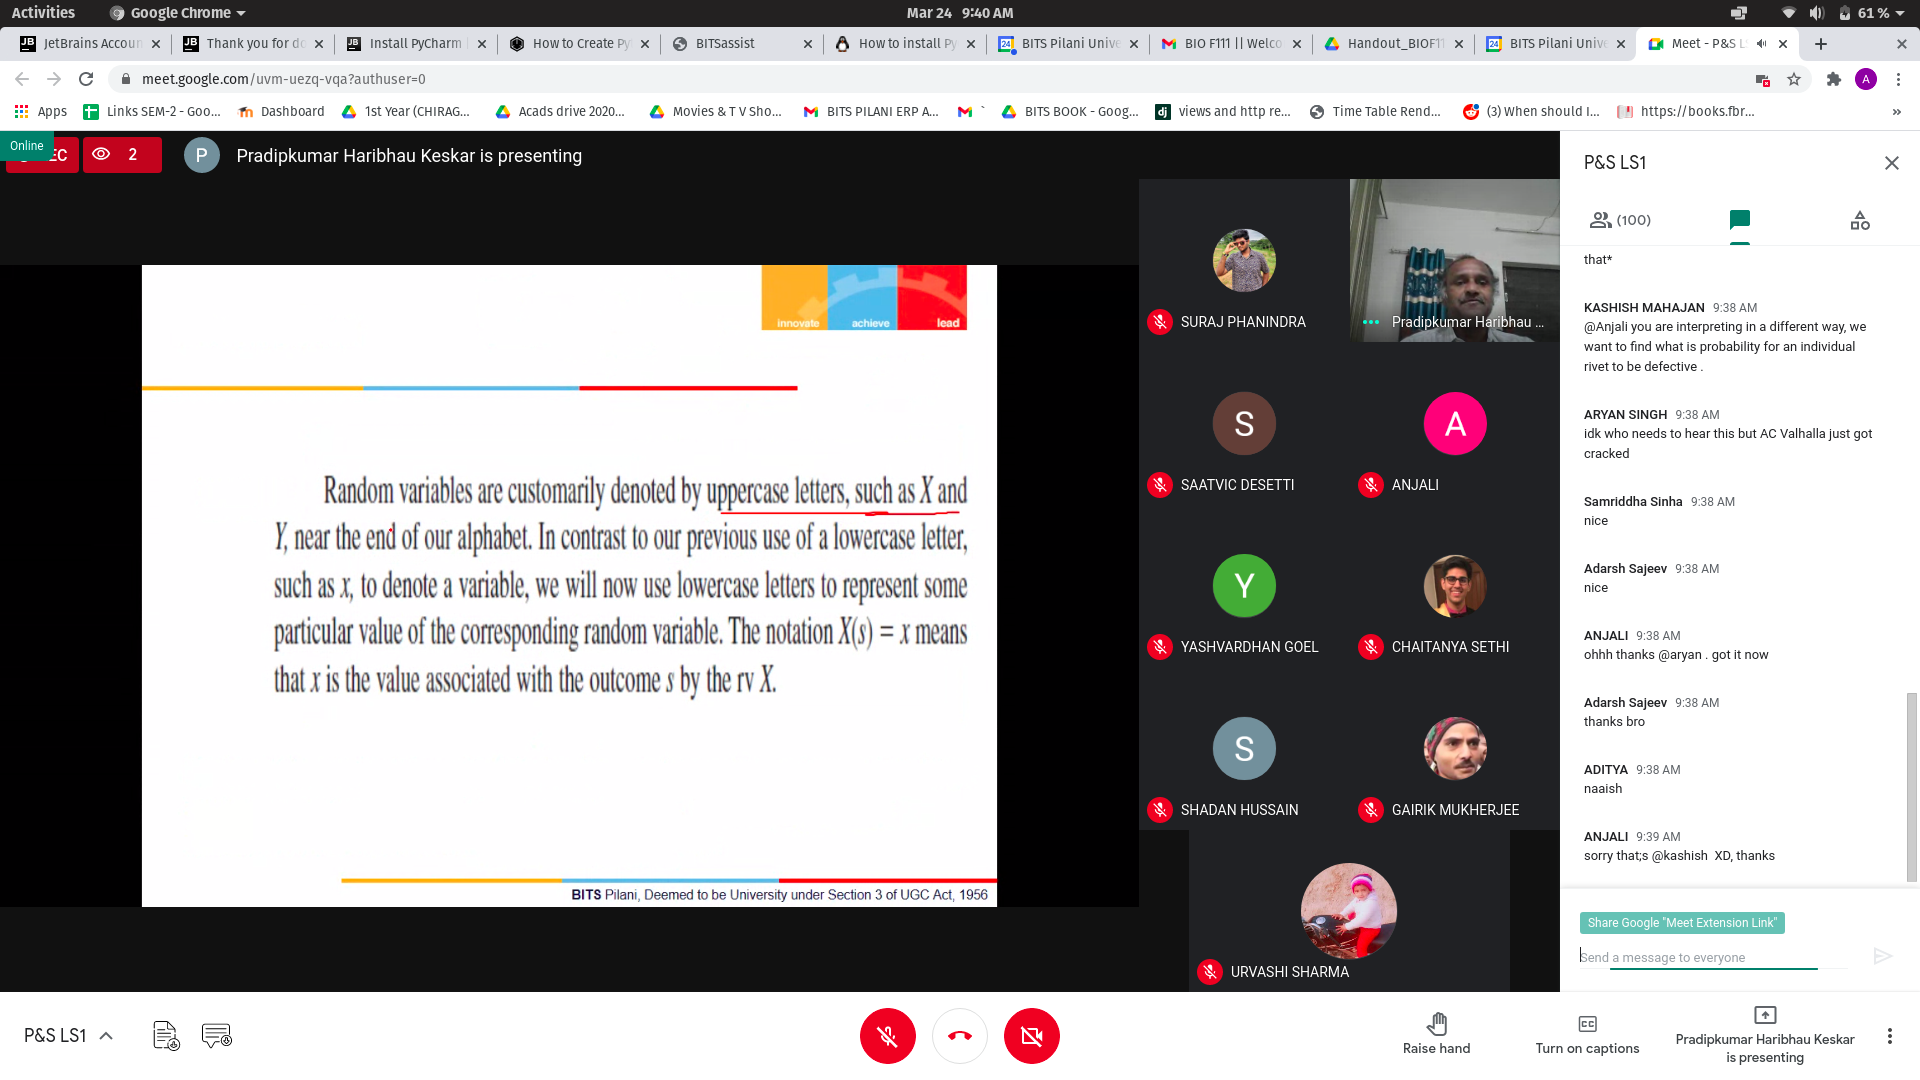 Activities
Google Chrome
Mar 24 9:40 AM
61 %
JetBrains Accoun
Thank you for do
Install PyCharm
How to Create Py
BITSassist
How to install Py
BITS Pilani Unive
BIO F111 || Welco
Handout_BIOF11
BITS Pilani Unive
Meet - P&S LS
meet.google.com/uvm-uezq-vqa?authuser=0
A
Apps
Links SEM-2 - Goo...
Dashboard
1st Year (CHIRAG...
Acads drive 2020...
Movies & T V Sho...
BITS PILANI ERP A...
`
BITS BOOK - Goog...
views and http re...
Time Table Rend...
(3) When should I...
https://books.fbr...
»
Online
EC
2
P
Pradipkumar Haribhau Keskar is presenting
innovate achieve lead
Random variables are customarily denoted by uppercase letters, such as X and
Y, near the end of our alphabet. In contrast to our previous use of a lowercase letter,
such as x, to denote a variable, we will now use lowercase letters to represent some
particular value of the corresponding random variable. The notation X(s) = x means
that x is the value associated with the outcome s by the rv X.
BITS Pilani, Deemed to be University under Section 3 of UGC Act, 1956
SURAJ PHANINDRA
Pradipkumar Haribhau ...
S
SAATVIC DESETTI
A
ANJALI
Y
YASHVARDHAN GOEL
CHAITANYA SETHI
S
SHADAN HUSSAIN
GAIRIK MUKHERJEE
URVASHI SHARMA
P&S LS1
(100)
that*
KASHISH MAHAJAN 9:38 AM
@Anjali you are interpreting in a different way, we
want to find what is probability for an individual
rivet to be defective .
ARYAN SINGH 9:38 AM
idk who needs to hear this but AC Valhalla just got
cracked
Samriddha Sinha 9:38 AM
nice
Adarsh Sajeev 9:38 AM
nice
ANJALI 9:38 AM
ohhh thanks @aryan . got it now
Adarsh Sajeev 9:38 AM
thanks bro
ADITYA 9:38 AM
naaish
ANJALI 9:39 AM
sorry that;s @kashish XD, thanks
Share Google "Meet Extension Link"
Send a message to everyone
P&S LS1
Raise hand
Turn on captions
Pradipkumar Haribhau Keskar
is presenting